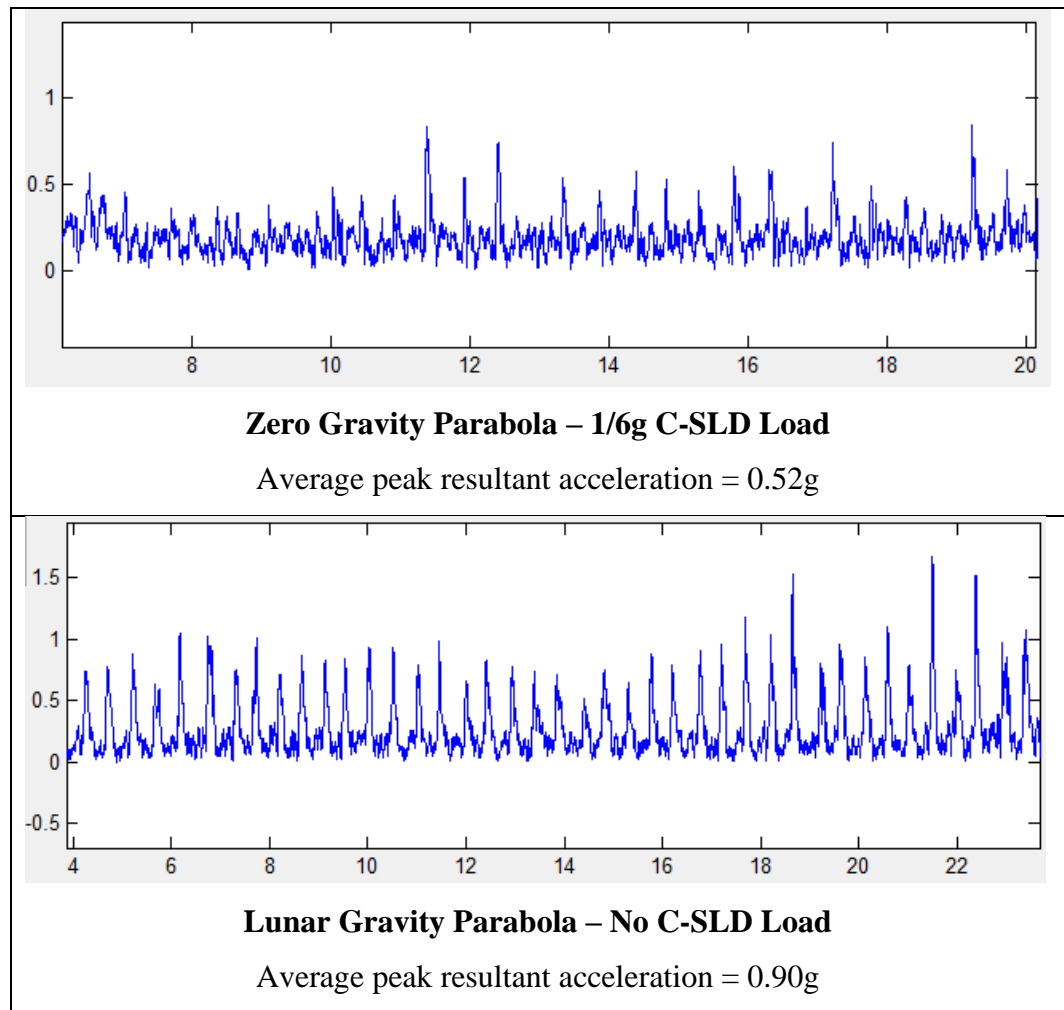 1
0.5
0
8 10 12 14 16 18 20
Zero Gravity Parabola – 1/6g C-SLD Load
Average peak resultant acceleration = 0.52g
1.5
1
0.5
0
-0.5
4 6 8 10 12 14 16 18 20 22
Lunar Gravity Parabola – No C-SLD Load
Average peak resultant acceleration = 0.90g